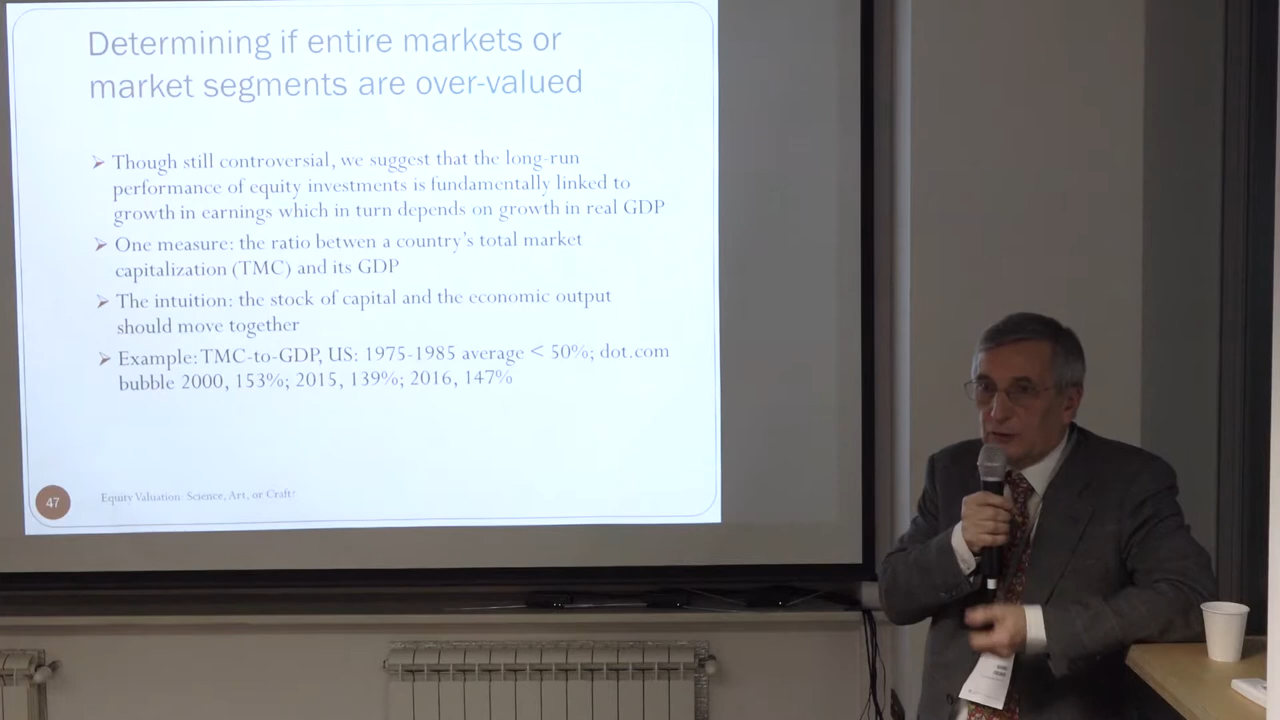 Determining if entire markets or
market segments are over-valued
Though still controversial, we suggest that the long-run
performance of equity investments is fundamentally linked to
growth in earnings which in turn depends on growth in real GDP
One measure: the ratio betwen a country's total market
capitalization (TMC) and its GDP
The intuition: the stock of capital and the economic output
should move together
Example: TMC-to-GDP, US: 1975-1985 average < 50%; dot.com
bubble 2000, 153%; 2015, 139%; 2016, 147%
47
Equity Valuation: Science, Art, or Craft?